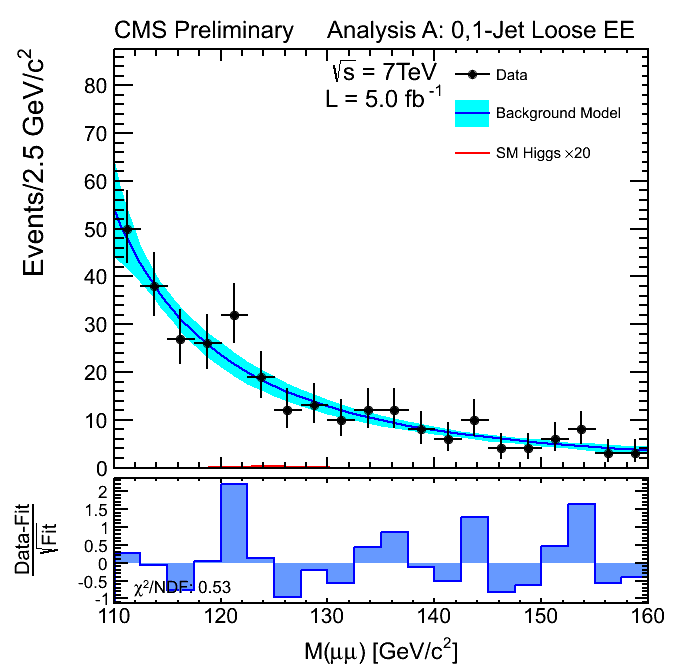 CMS Preliminary
Analysis A: 0,1-Jet Loose EE
Events/2.5 GeV/c²
80
70
60
50
40
30
20
10
0
√s = 7TeV
L = 5.0 fb⁻¹
Data
Background Model
SM Higgs ×20
Data-Fit
√Fit
2
1.5
1
0.5
0
-0.5
-1
χ²/NDF: 0.53
110
120
130
140
150
160
M(μμ) [GeV/c²]